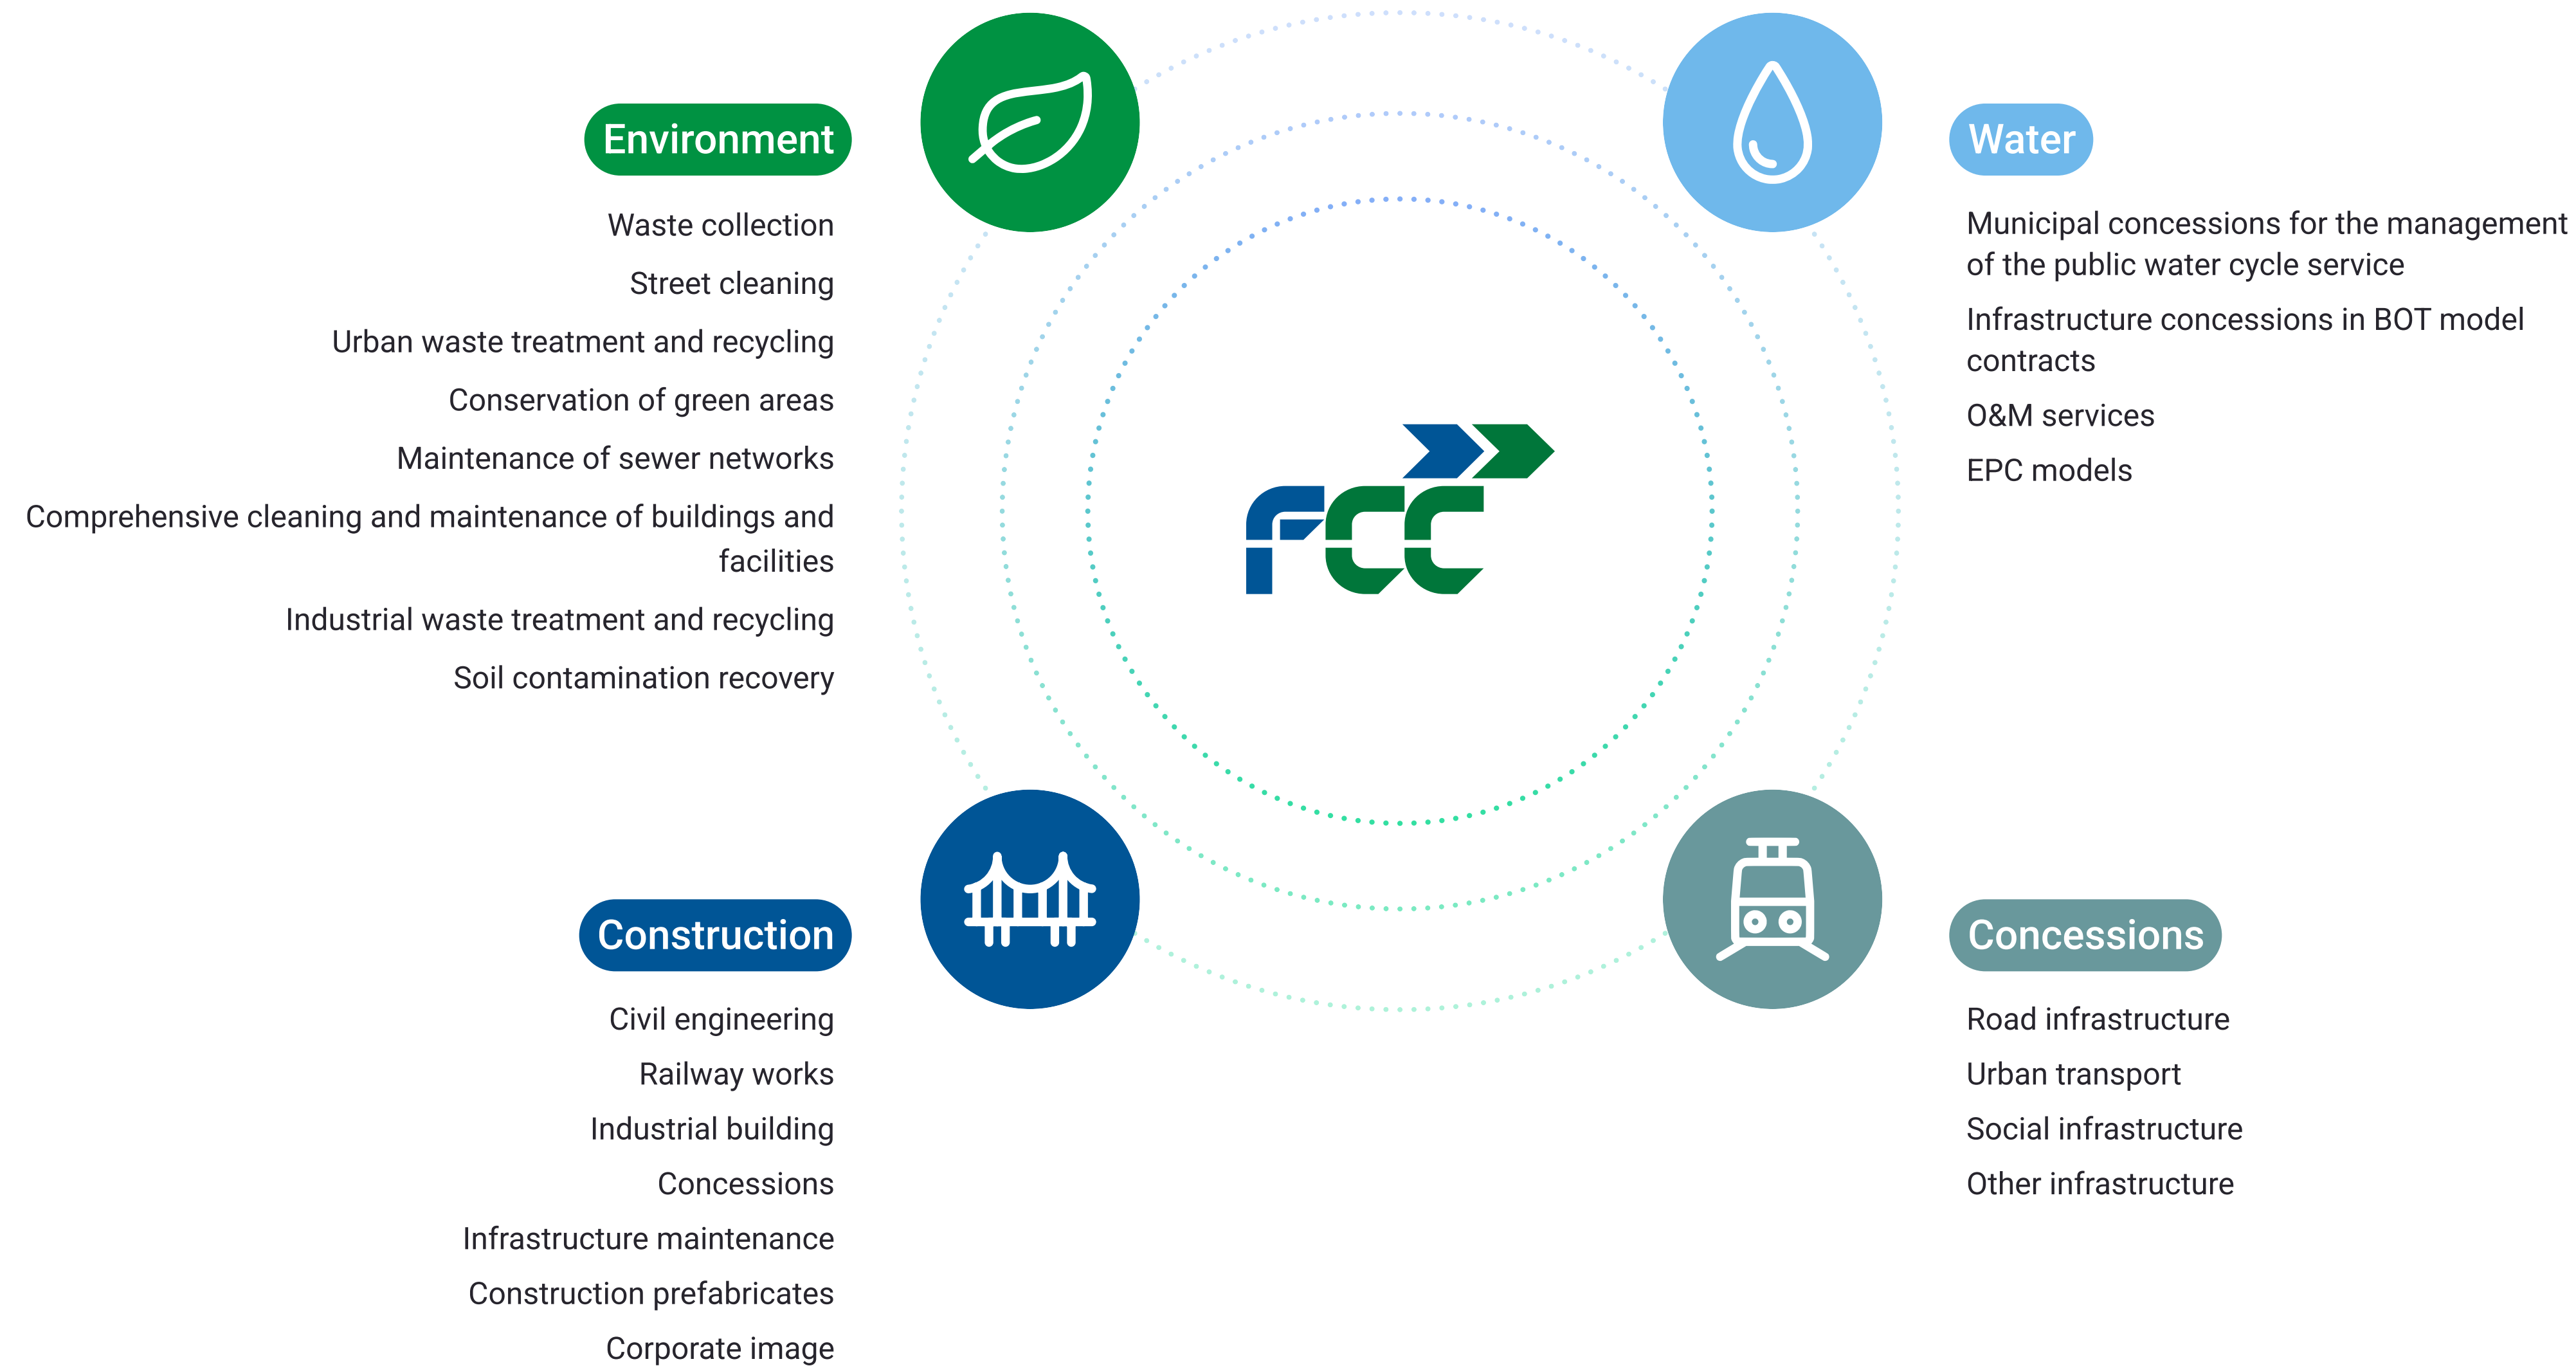 Environment
Waste collection
Street cleaning
Urban waste treatment and recycling
Conservation of green areas
Maintenance of sewer networks
Comprehensive cleaning and maintenance of buildings and
facilities
Industrial waste treatment and recycling
Soil contamination recovery
Water
Municipal concessions for the management
of the public water cycle service
Infrastructure concessions in BOT model
contracts
O&M services
EPC models
FCC
Construction
Civil engineering
Railway works
Industrial building
Concessions
Infrastructure maintenance
Construction prefabricates
Corporate image
Concessions
Road infrastructure
Urban transport
Social infrastructure
Other infrastructure